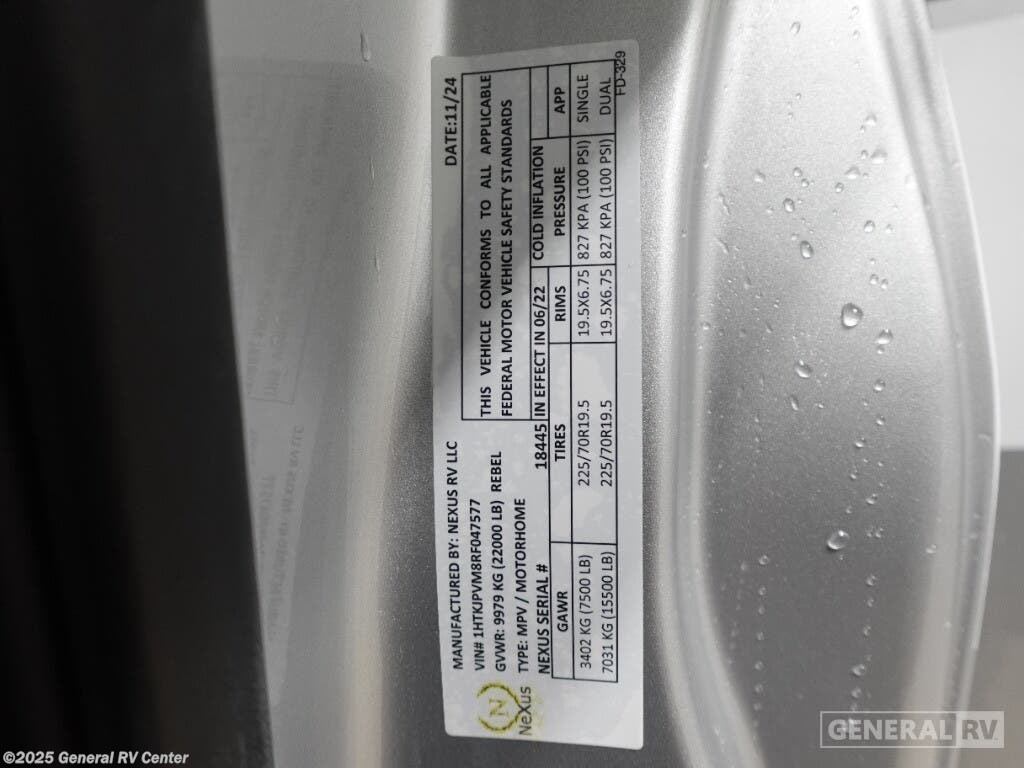 MANUFACTURED BY: NEXUS RV LLC DATE:11/24
VIN# 1HTKJPVM8RF047577
GVWR: 9979 KG (22000 LB) REBEL
TYPE: MPV / MOTORHOME
THIS VEHICLE CONFORMS TO ALL APPLICABLE
FEDERAL MOTOR VEHICLE SAFETY STANDARDS
NEXUS SERIAL # 18445 IN EFFECT IN 06/22 COLD INFLATION
GAWR TIRES RIMS PRESSURE APP
3402 KG (7500 LB) 225/70R19.5 19.5X6.75 827 KPA (100 PSI) SINGLE
7031 KG (15500 LB) 225/70R19.5 19.5X6.75 827 KPA (100 PSI) DUAL
FD-329
N
NeXus
GENERAL RV
©2025 General RV Center